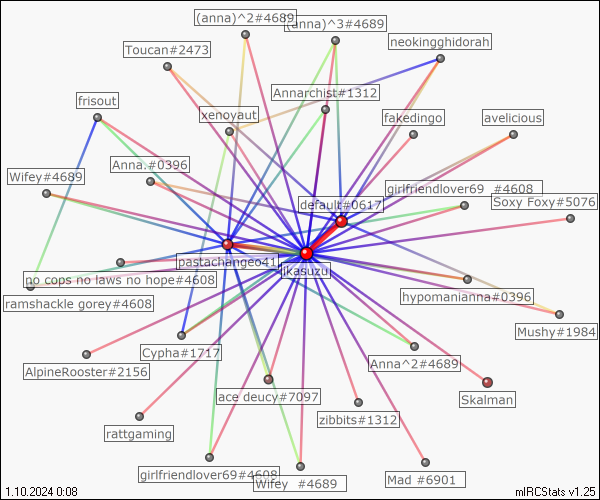 (anna)^2#4689
(anna)^3#4689
neokingghidorah
Toucan#2473
Annarchist#1312
frisout
xenoyaut
fakedingo
avelicious
Anna.#0396
Wifey#4689
girlfriendlover69 #4608
Soxy Foxy#5076
default#0617
pastachangeo41
jkasuzu
no cops no laws no hope#4608
hypomanianna#0396
ramshackle gorey#4608
Mushy#1984
Cypha#1717
Anna^2#4689
AlpineRooster#2156
ace deucy#7097
Skalman
zibbits#1312
rattgaming
girlfriendlover69#4608
Wifey #4689
Mad #6901
1.10.2024 0:08
mIRCStats v1.25